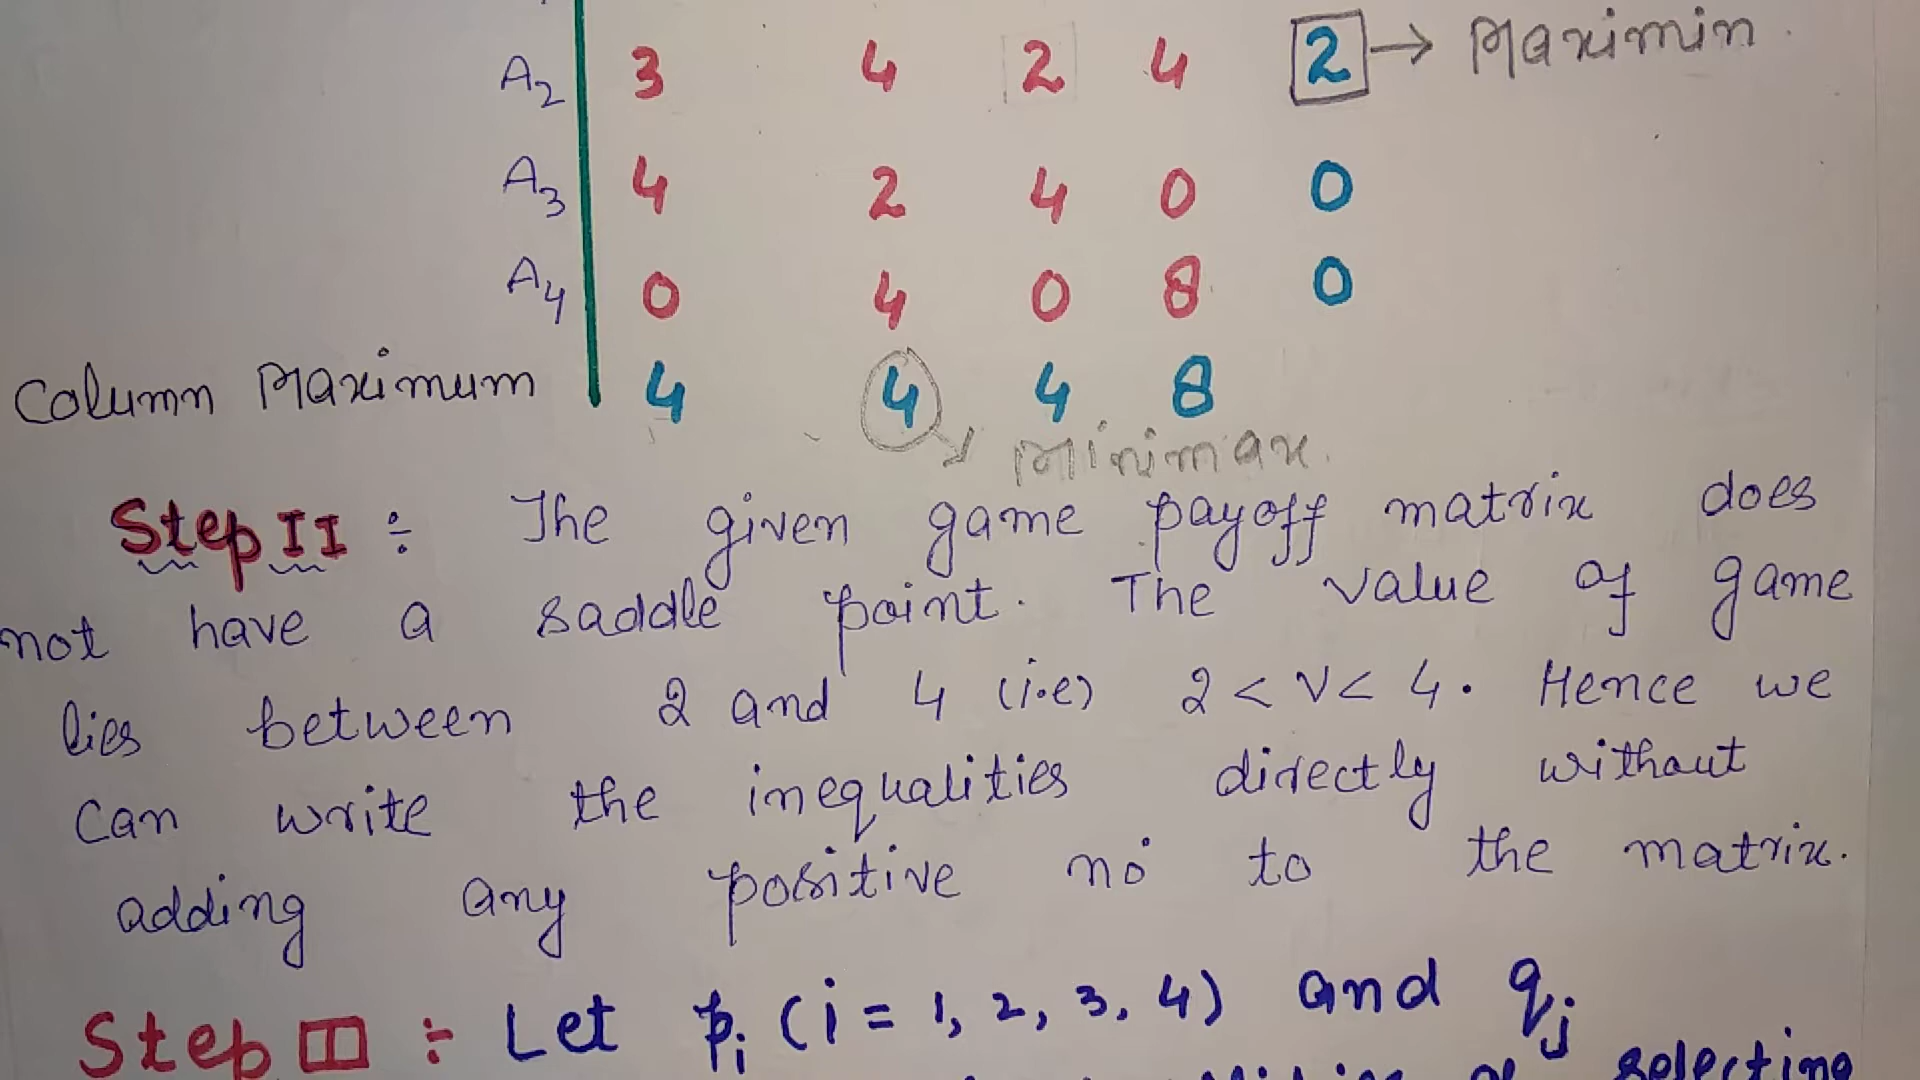 A2 3 4 2 4 2 → Maximin
A3 4 2 4 0 0
A4 0 4 0 8 0
Column Maximum 4 4 4 8
Minimax.
Step II ÷ The given game payoff matrix does
not have a saddle point. The value of game
lies between 2 and 4 (i.e) 2 < V < 4. Hence we
can write the inequalities directly without
adding any positive no to the matrix.
Step III ÷ Let pi (i = 1, 2, 3, 4) and qj
selecting